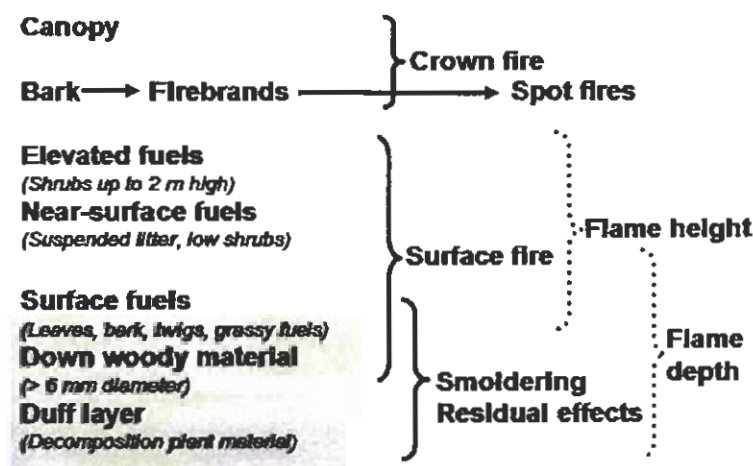 Canopy
Crown fire
Bark → Firebrands → Spot fires
Elevated fuels
(Shrubs up to 2 m high)
Near-surface fuels
(Suspended litter, low shrubs)
Flame height
Surface fire
Surface fuels
(Leaves, bark, twigs, grassy fuels)
Down woody material
(> 6 mm diameter)
Duff layer
(Decomposition plant material)
Smoldering
Residual effects
Flame
depth